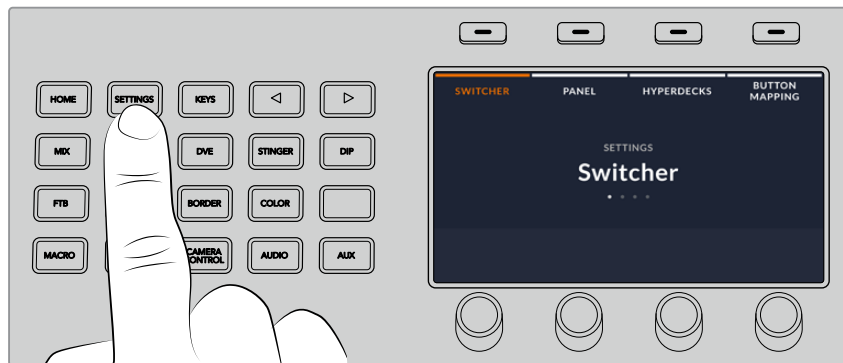 HOME
SETTINGS
KEYS
MIX
DVE
STINGER
DIP
FTB
BORDER
COLOR
MACRO
CAMERA
CONTROL
AUDIO
AUX
SWITCHER
PANEL
HYPERDECKS
BUTTON
MAPPING
SETTINGS
Switcher